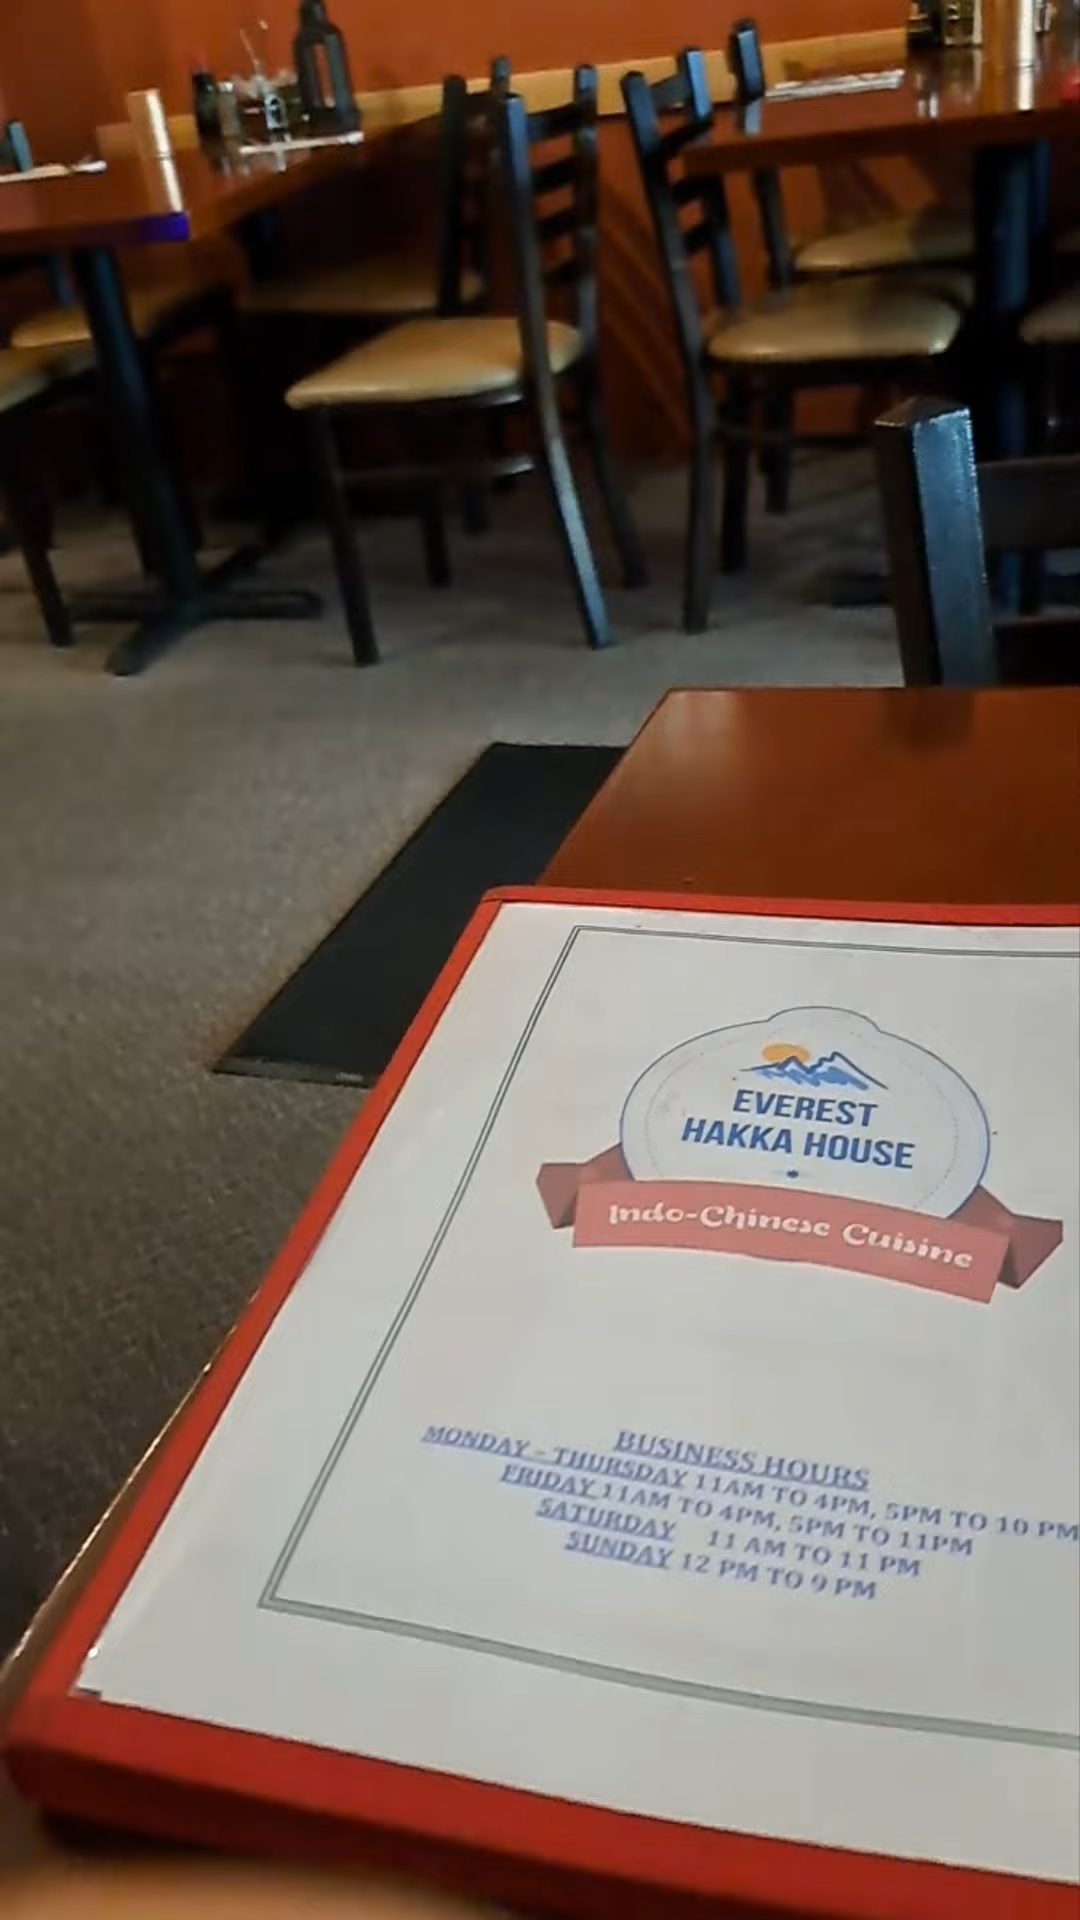 EVEREST
HAKKA HOUSE
Indo-Chinese Cuisine
BUSINESS HOURS
MONDAY - THURSDAY 11AM TO 4PM, 5PM TO 10 PM
FRIDAY 11AM TO 4PM, 5PM TO 11PM
SATURDAY 11 AM TO 11 PM
SUNDAY 12 PM TO 9 PM